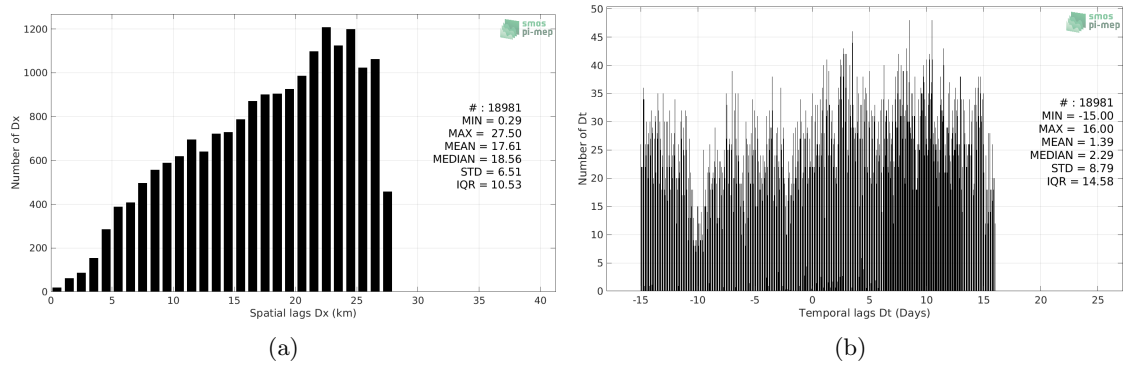 smos
pi-mep
1200
1000
800
600
400
200
0
Number of Dx
# : 18981
MIN = 0.29
MAX = 27.50
MEAN = 17.61
MEDIAN = 18.56
STD = 6.51
IQR = 10.53
0 5 10 15 20 25 30 35 40
Spatial lags Dx (km)
(a)
smos
pi-mep
50
45
40
35
30
25
20
15
10
5
0
Number of Dt
# : 18981
MIN = -15.00
MAX = 16.00
MEAN = 1.39
MEDIAN = 2.29
STD = 8.79
IQR = 14.58
-15 -10 -5 0 5 10 15 20 25
Temporal lags Dt (Days)
(b)